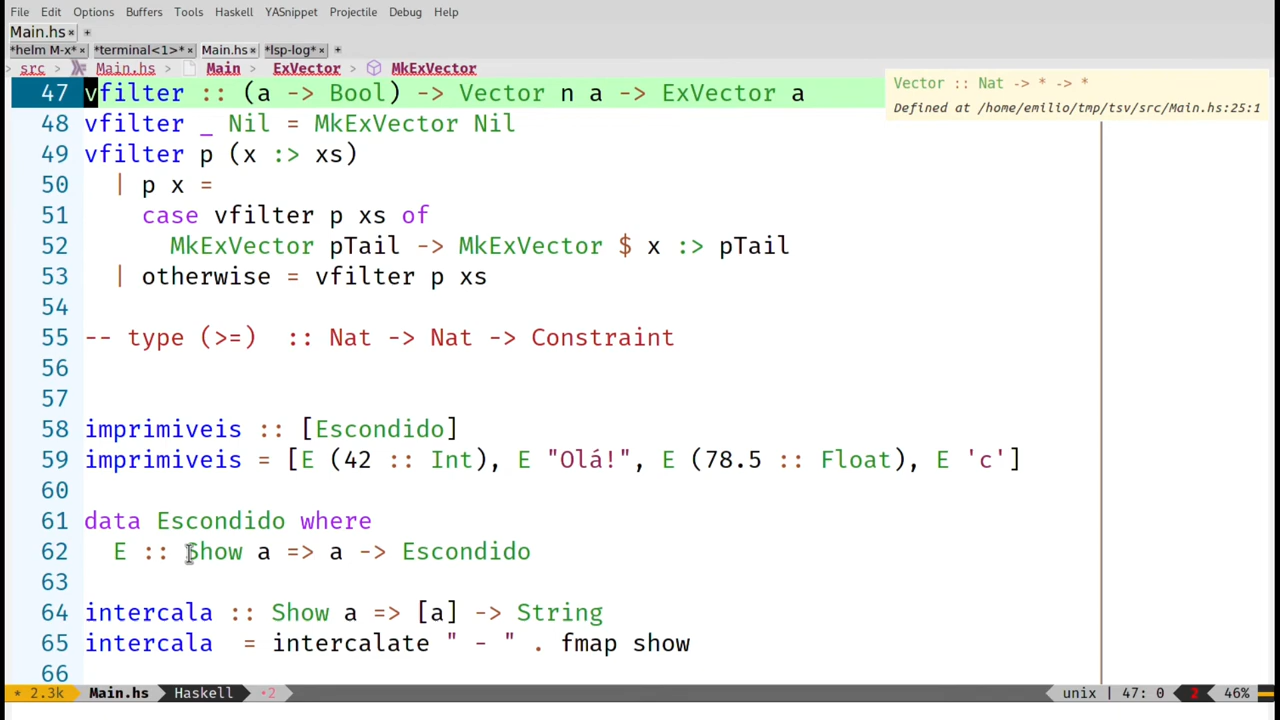 File Edit Options Buffers Tools Haskell YASnippet Projectile Debug Help
Main.hs× +
*helm M-x*× *terminal<1>*× Main.hs× *lsp-log*× +
> src > Main.hs > Main > ExVector > MkExVector
47 vfilter :: (a -> Bool) -> Vector n a -> ExVector a
Vector :: Nat -> * -> *
Defined at /home/emilio/tmp/tsv/src/Main.hs:25:1
48 vfilter _ Nil = MkExVector Nil
49 vfilter p (x :> xs)
50   | p x =
51     case vfilter p xs of
52       MkExVector pTail -> MkExVector $ x :> pTail
53   | otherwise = vfilter p xs
54
55 -- type (>=)  :: Nat -> Nat -> Constraint
56
57
58 imprimiveis :: [Escondido]
59 imprimiveis = [E (42 :: Int), E "Olá!", E (78.5 :: Float), E 'c']
60
61 data Escondido where
62   E :: Show a => a -> Escondido
63
64 intercala :: Show a => [a] -> String
65 intercala  = intercalate " - " . fmap show
66
* 2.3k Main.hs Haskell •2 unix | 47: 0 2 46%